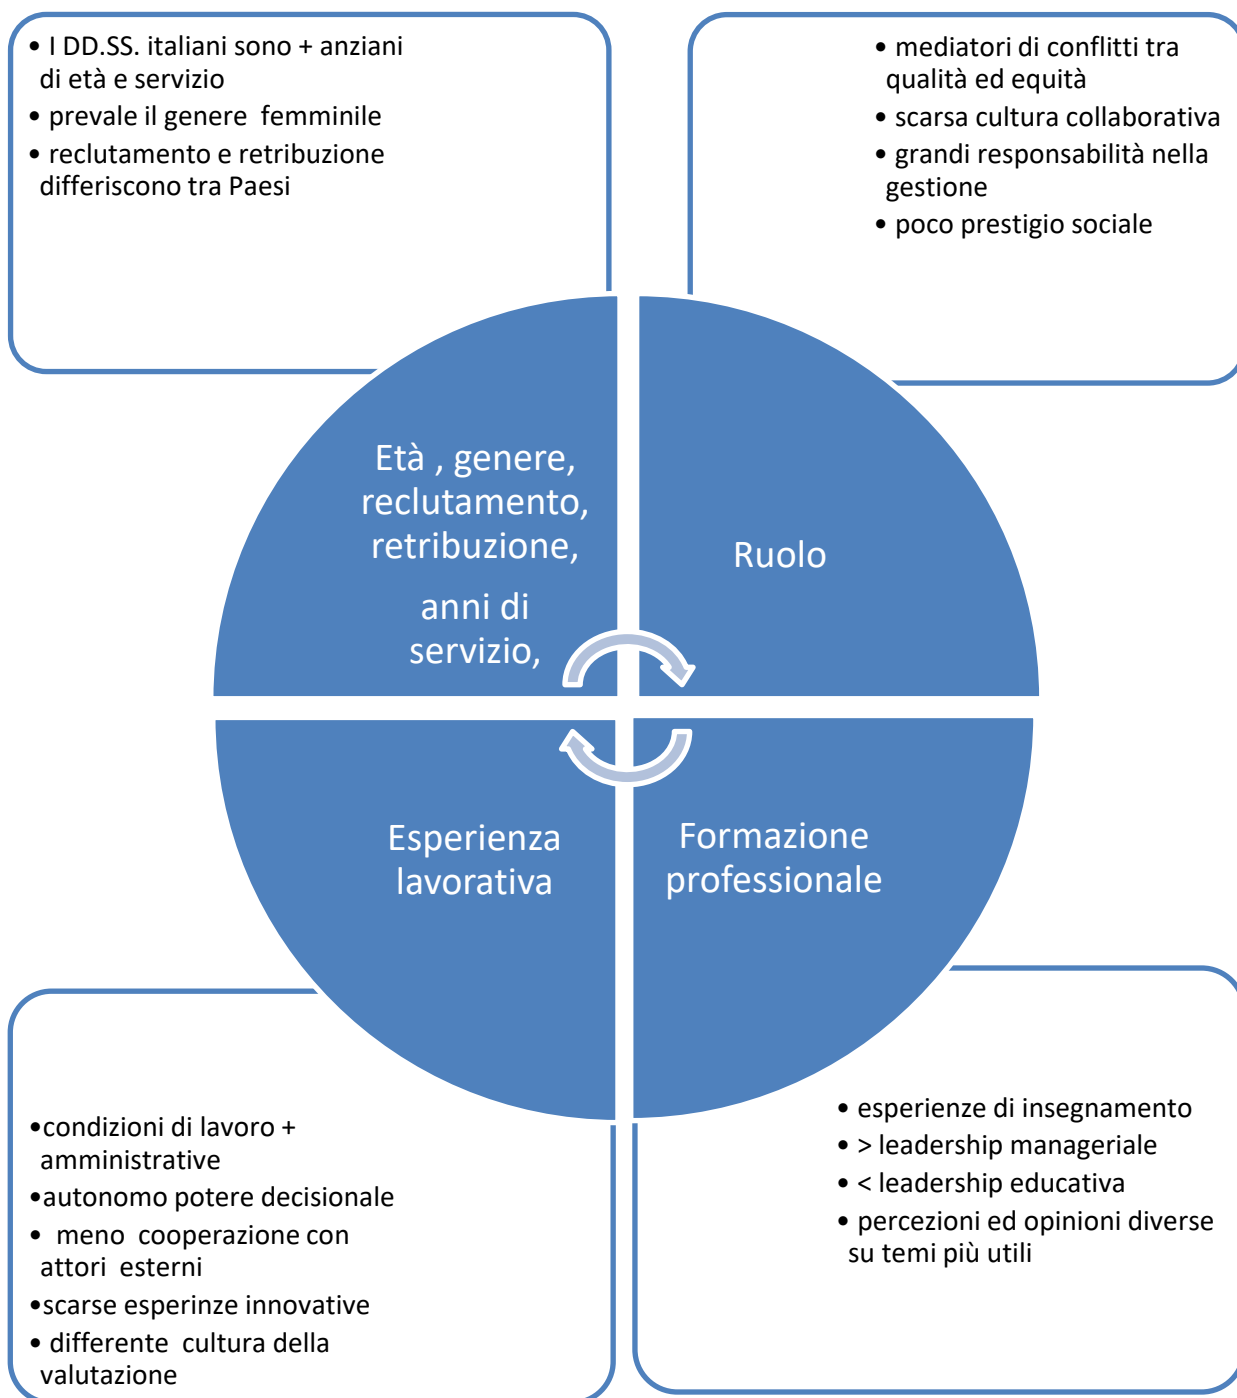 • I DD.SS. italiani sono + anziani
di età e servizio
• prevale il genere femminile
• reclutamento e retribuzione
differiscono tra Paesi
• mediatori di conflitti tra
qualità ed equità
• scarsa cultura collaborativa
• grandi responsabilità nella
gestione
• poco prestigio sociale
Età , genere,
reclutamento,
retribuzione,
anni di
servizio,
Ruolo
Esperienza
lavorativa
Formazione
professionale
•condizioni di lavoro +
amministrative
•autonomo potere decisionale
• meno cooperazione con
attori esterni
•scarse esperinze innovative
• differente cultura della
valutazione
• esperienze di insegnamento
• > leadership manageriale
• < leadership educativa
• percezioni ed opinioni diverse
su temi più utili